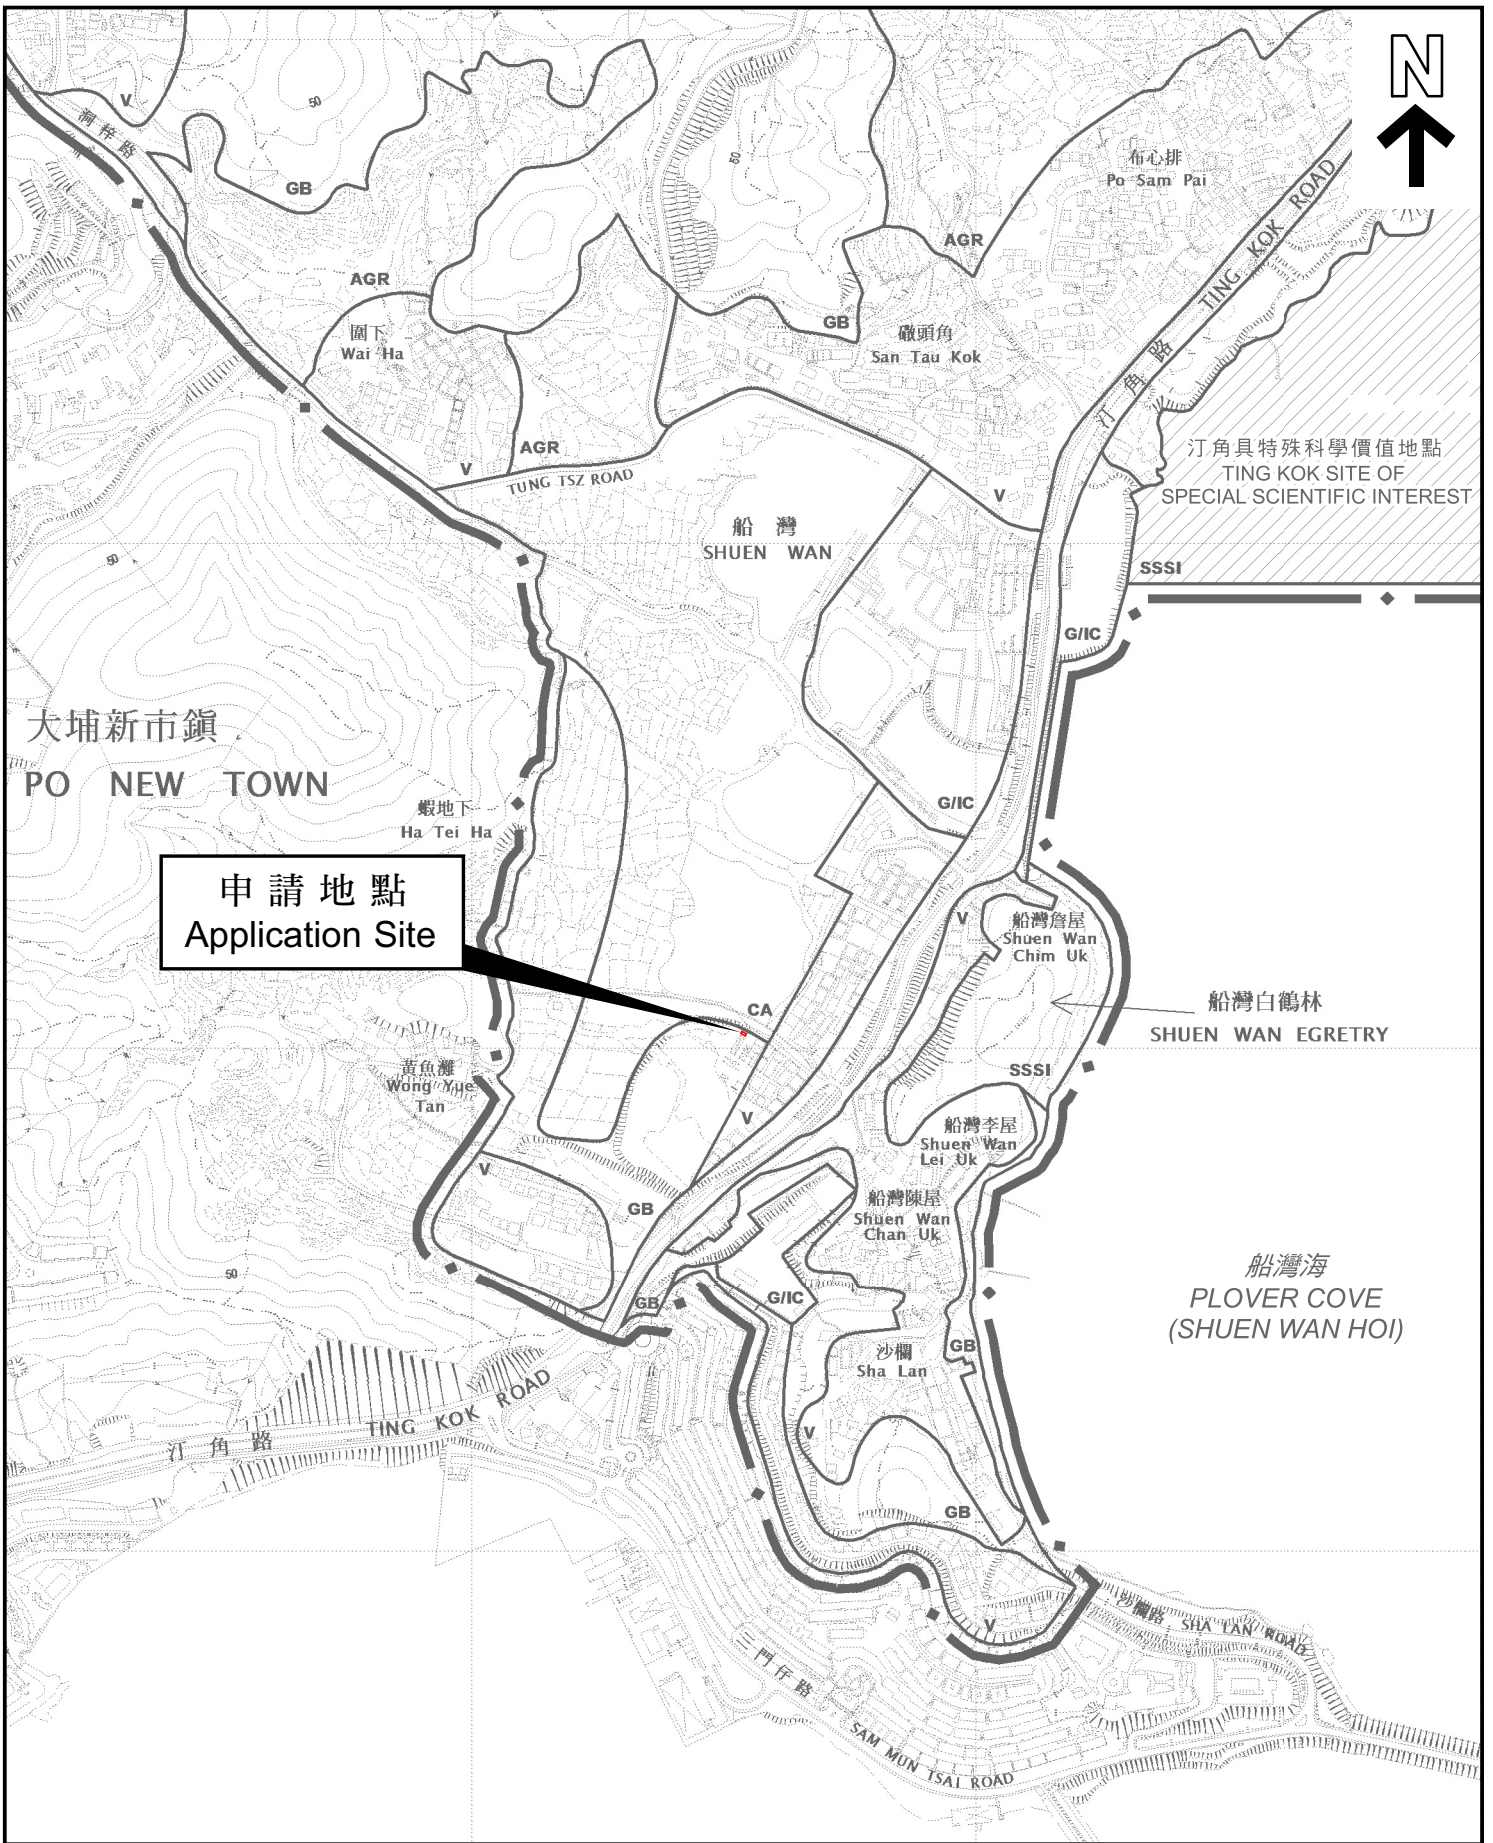 N
V
洞梓路
50
GB
50
布心排
Po Sam Pai
AGR
AGR
TING KOK ROAD
汀角路
圍下
Wai Ha
GB
礅頭角
San Tau Kok
AGR
V
TUNG TSZ ROAD
汀角具特殊科學價值地點
TING KOK SITE OF
SPECIAL SCIENTIFIC INTEREST
V
船灣
SHUEN WAN
50
SSSI
G/IC
大埔新市鎮
PO NEW TOWN
蝦地下
Ha Tei Ha
G/IC
申請地點
Application Site
V
船灣詹屋
Shuen Wan
Chim Uk
CA
船灣白鶴林
SHUEN WAN EGRETRY
黃魚灘
Wong Yue
Tan
SSSI
V
船灣李屋
Shuen Wan
Lei Uk
V
GB
船灣陳屋
Shuen Wan
Chan Uk
50
船灣海
PLOVER COVE
(SHUEN WAN HOI)
GB
G/IC
GB
沙欄
Sha Lan
汀角路
TING KOK ROAD
V
GB
V
沙欄路 SHA LAN ROAD
三門仔路
SAM MUN TSAI ROAD